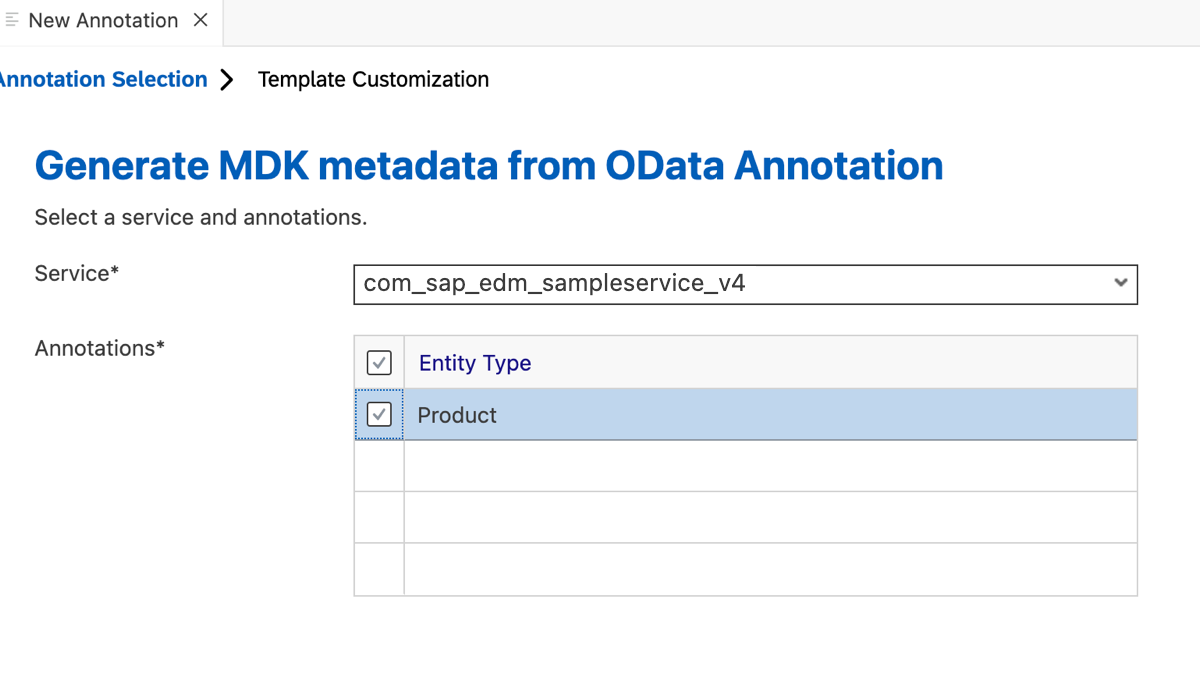 New Annotation
Annotation Selection
Template Customization
Generate MDK metadata from OData Annotation
Select a service and annotations.
Service*
com_sap_edm_sampleservice_v4
Annotations*
Entity Type
Product